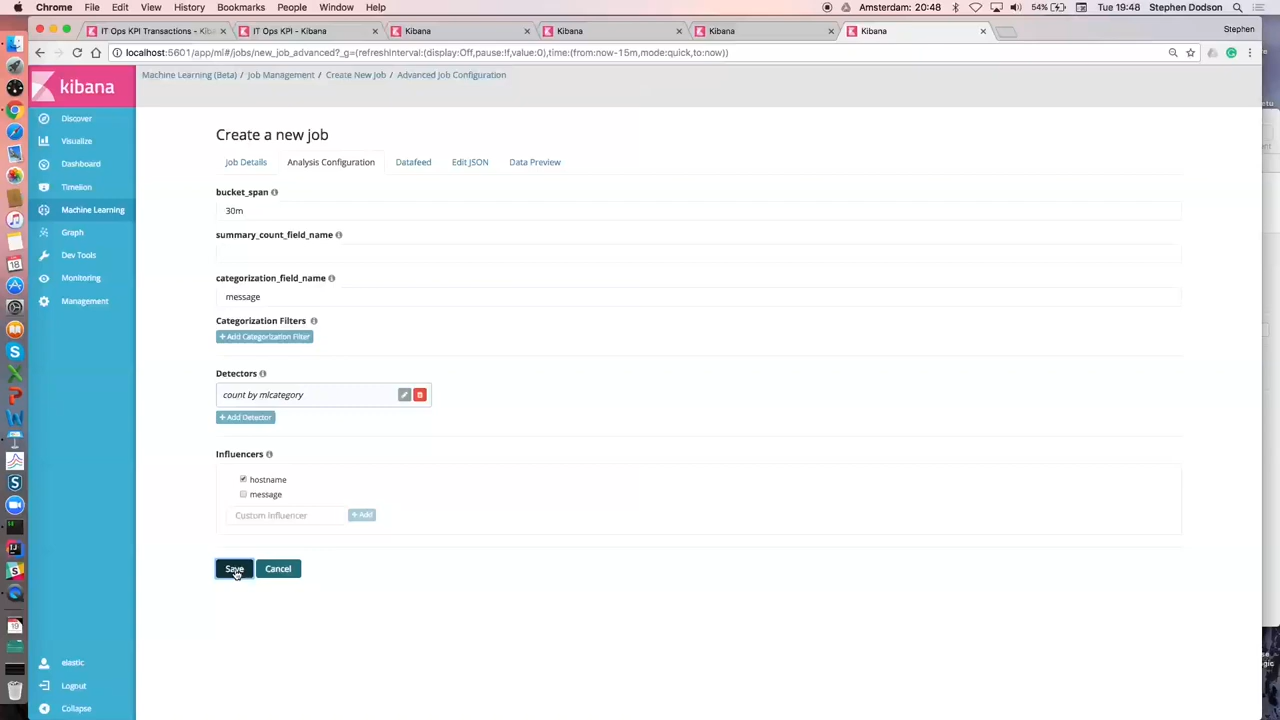 Chrome File Edit View History Bookmarks People Window Help Amsterdam: 20:48 54% Tue 19:48 Stephen Dodson
IT Ops KPI Transactions - Kibana IT Ops KPI - Kibana Kibana Kibana Kibana Kibana Stephen
localhost:5601/app/ml#/jobs/new_job_advanced?_g=(refreshInterval:(display:Off,pause:!f,value:0),time:(from:now-15m,mode:quick,to:now))
kibana
Machine Learning (Beta) / Job Management / Create New Job / Advanced Job Configuration
Discover
Visualize
Dashboard
Timelion
Machine Learning
Graph
Dev Tools
Monitoring
Management
elastic
Logout
Collapse
Create a new job
Job Details Analysis Configuration Datafeed Edit JSON Data Preview
bucket_span
30m
summary_count_field_name
categorization_field_name
message
Categorization Filters
+ Add Categorization Filter
Detectors
count by mlcategory
+ Add Detector
Influencers
hostname
message
Custom Influencer + Add
Save Cancel